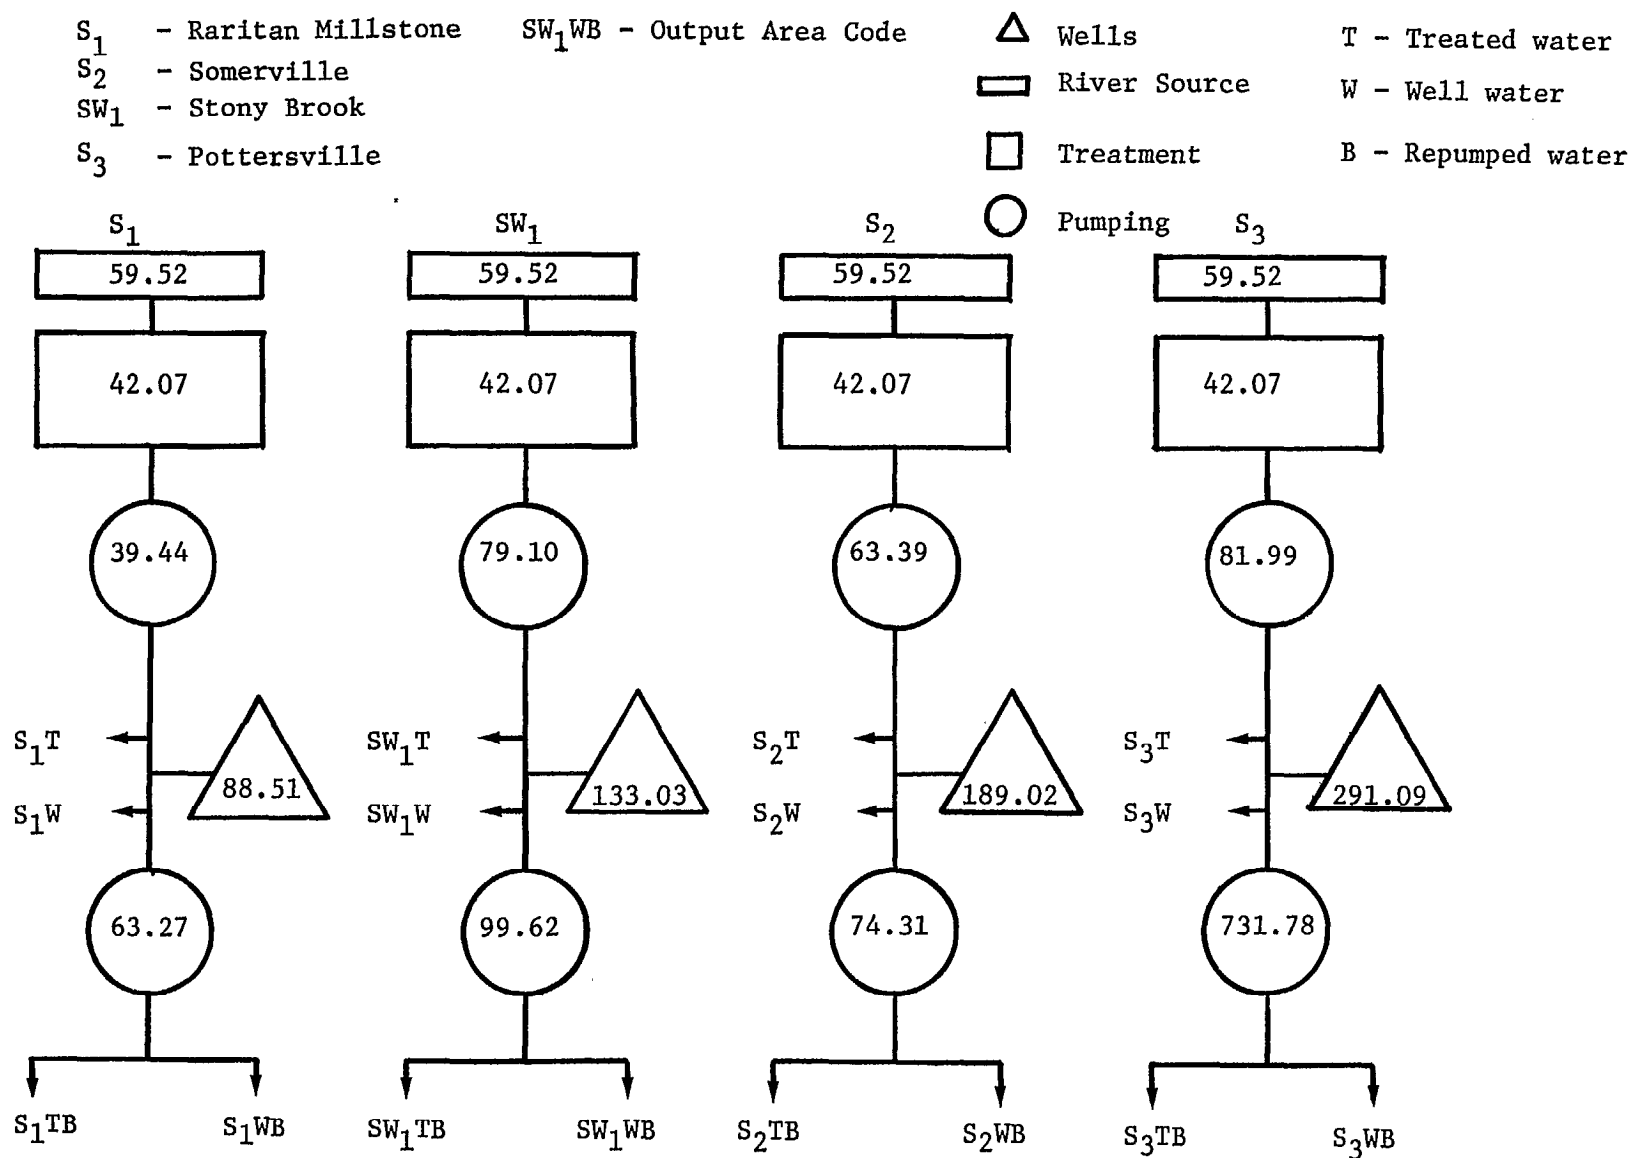 S1 - Raritan Millstone SW1WB - Output Area Code
S2 - Somerville
SW1 - Stony Brook
S3 - Pottersville
Wells
River Source
Treatment
Pumping
T - Treated water
W - Well water
B - Repumped water
S1 SW1 S2 S3
59.52 59.52 59.52 59.52
42.07 42.07 42.07 42.07
39.44 79.10 63.39 81.99
S1T SW1T S2T S3T
88.51 133.03 189.02 291.09
S1W SW1W S2W S3W
63.27 99.62 74.31 731.78
S1TB S1WB SW1TB SW1WB S2TB S2WB S3TB S3WB